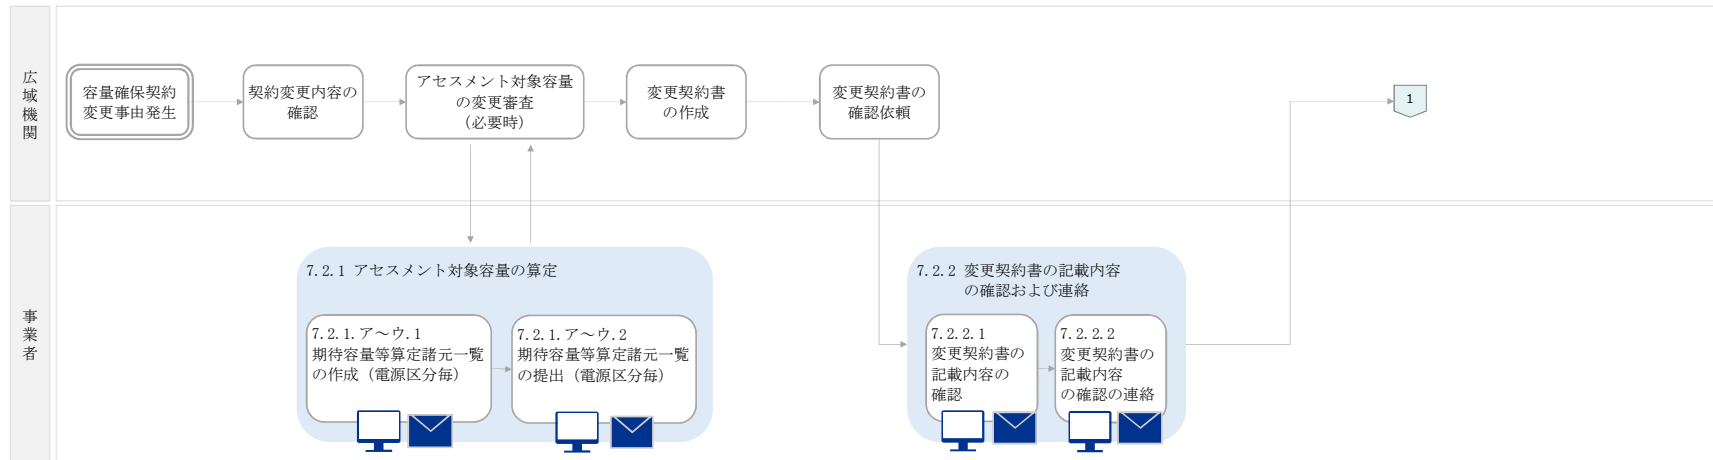 広域機関
容量確保契約
変更事由発生
契約変更内容の
確認
アセスメント対象容量
の変更審査
（必要時）
変更契約書
の作成
変更契約書の
確認依頼
1
事業者
7.2.1 アセスメント対象容量の算定
7.2.1.ア～ウ.1
期待容量等算定諸元一覧
の作成（電源区分毎）
7.2.1.ア～ウ.2
期待容量等算定諸元一覧
の提出（電源区分毎）
7.2.2 変更契約書の記載内容
の確認および連絡
7.2.2.1
変更契約書の
記載内容の
確認
7.2.2.2
変更契約書の
記載内容
の確認の連絡